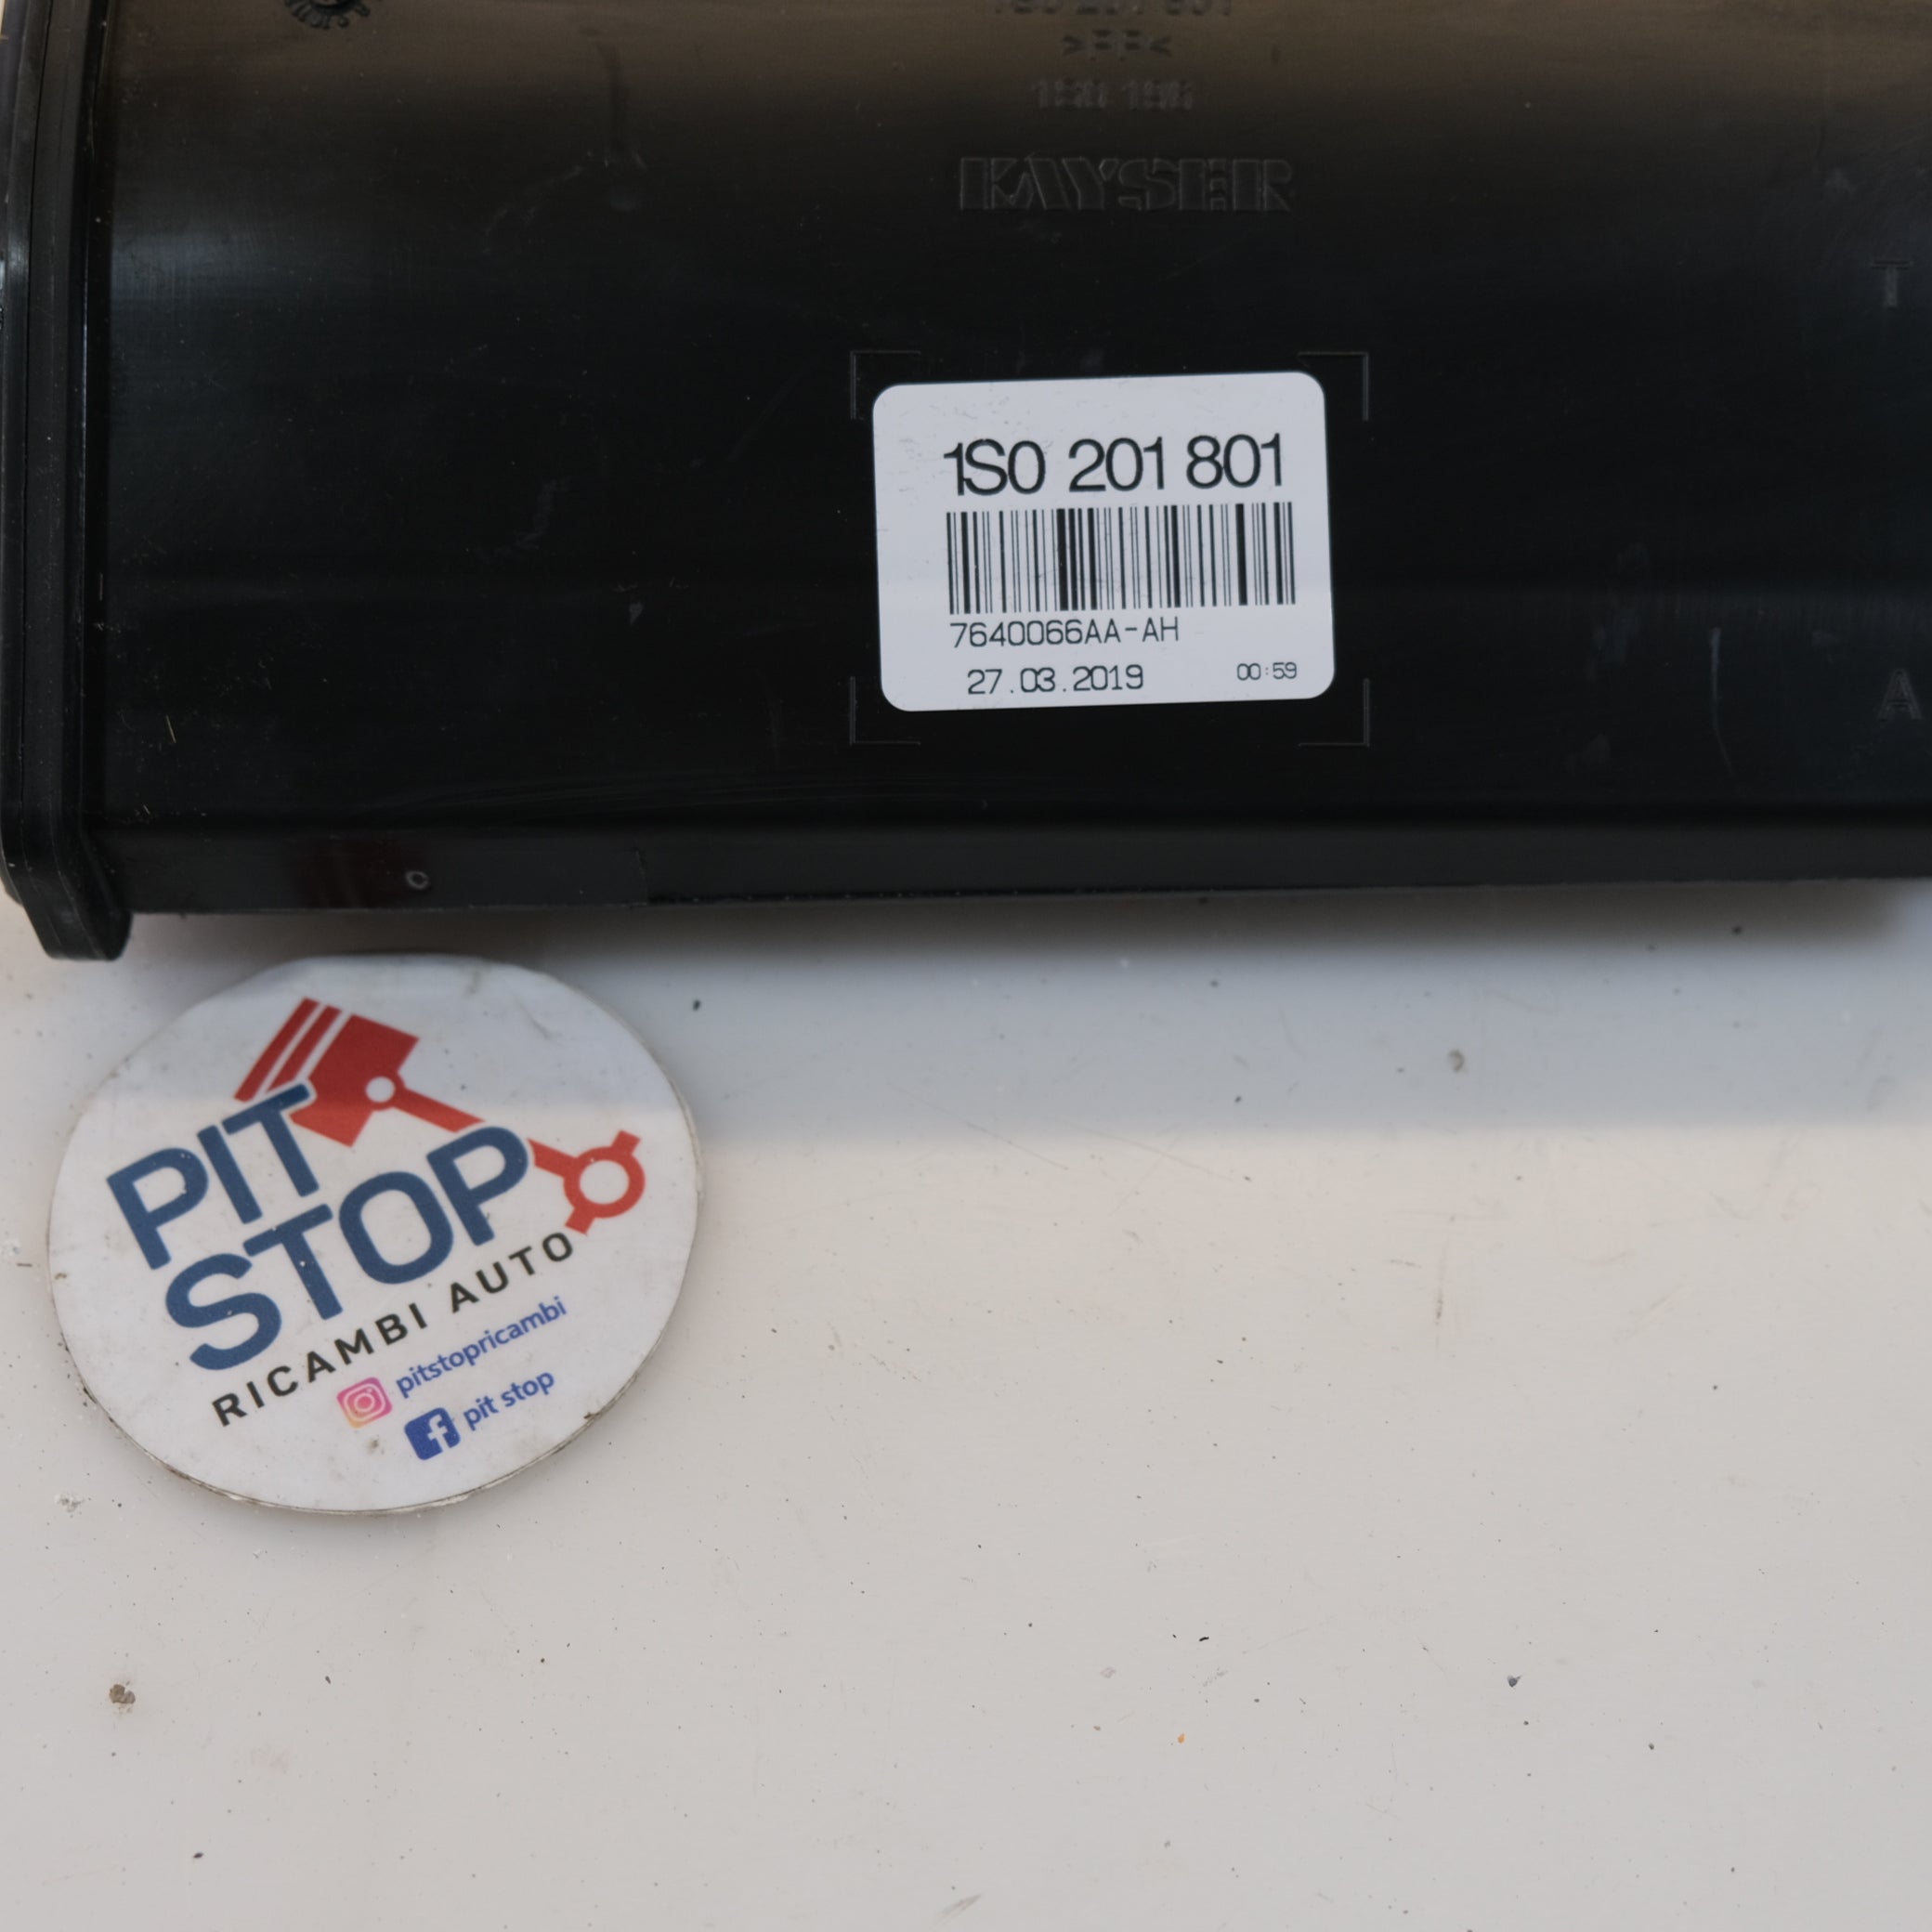 KAYSER
T
1S0 201 801
7640066AA-AH
27.03.2019 00:59
A
PIT
STOP
RICAMBI AUTO
pitstopricambi
pit stop